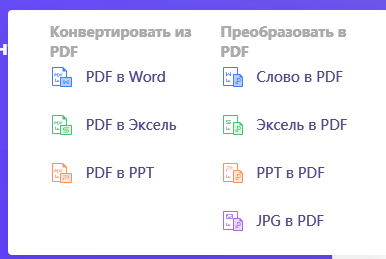 Конвертировать из
PDF
PDF в Word
PDF в Эксель
PDF в PPT
Преобразовать в
PDF
Слово в PDF
Эксель в PDF
PPT в PDF
JPG в PDF